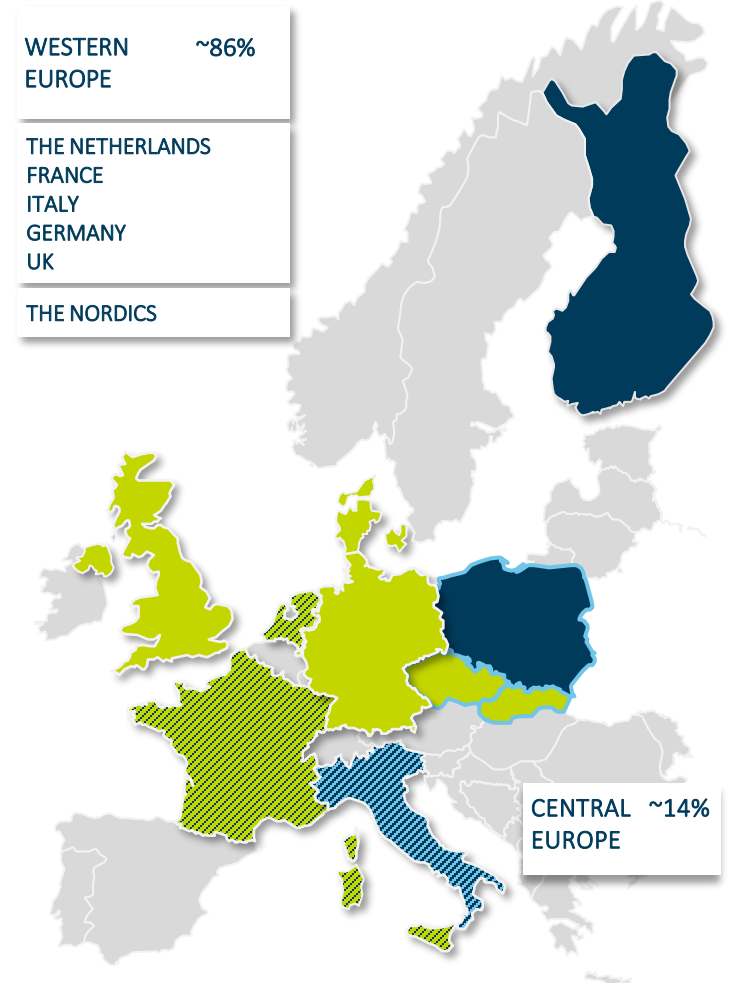 WESTERN ~86%
EUROPE
THE NETHERLANDS
FRANCE
ITALY
GERMANY
UK
THE NORDICS
CENTRAL ~14%
EUROPE